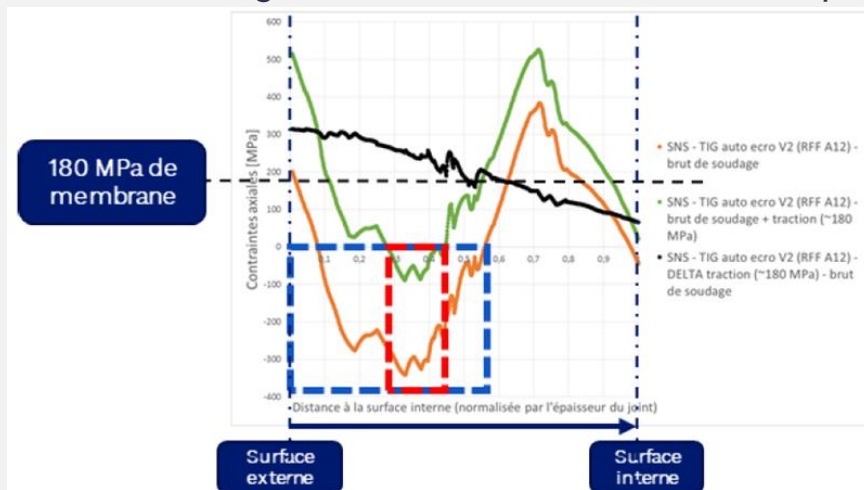 600
500
400
300
200
100
0
-100
-200
-300
-400
Contraintes axiales [MPa]
180 MPa de
membrane
0,1
0,2
0,3
0,4
0,5
0,6
0,7
0,8
0,9
SNS - TIG auto ecro V2 (RFF A12) -
brut de soudage
SNS - TIG auto ecro V2 (RFF A12) -
brut de soudage + traction (~180
MPa)
SNS - TIG auto ecro V2 (RFF A12) -
DELTA traction (~180 MPa) - brut
de soudage
Distance à la surface interne (normalisée par l'épaisseur du joint)
Surface
externe
Surface
interne